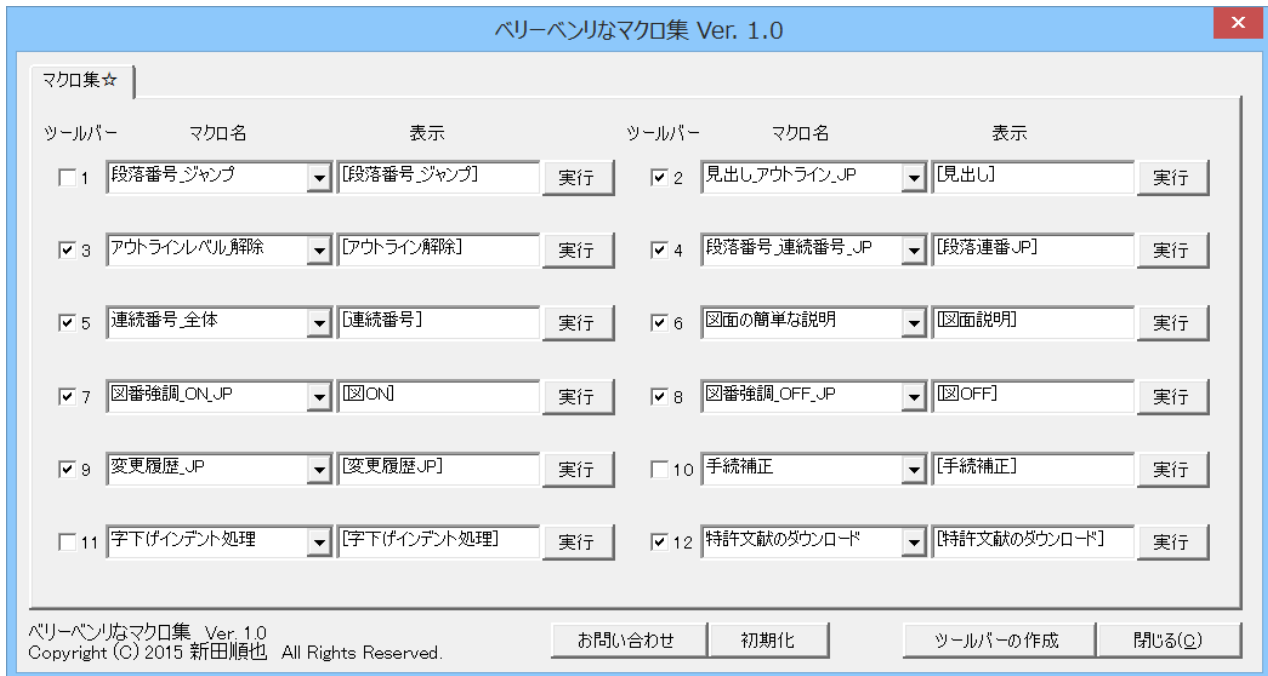 ベリーベンリなマクロ集 Ver. 1.0
マクロ集☆
ツールバー マクロ名 表示 ツールバー マクロ名 表示
1 段落番号_ジャンプ [段落番号_ジャンプ] 実行 2 見出し_アウトライン_JP [見出し] 実行
3 アウトラインレベル_解除 [アウトライン解除] 実行 4 段落番号_連続番号_JP [段落連番JP] 実行
5 連続番号_全体 [連続番号] 実行 6 図面の簡単な説明 [図面説明] 実行
7 図番強調_ON_JP [図ON] 実行 8 図番強調_OFF_JP [図OFF] 実行
9 変更履歴_JP [変更履歴JP] 実行 10 手続補正 [手続補正] 実行
11 字下げインデント処理 [字下げインデント処理] 実行 12 特許文献のダウンロード [特許文献のダウンロード] 実行
ベリーベンリなマクロ集 Ver. 1.0
Copyright (C) 2015 新田順也 All Rights Reserved.
お問い合わせ 初期化 ツールバーの作成 閉じる(C)